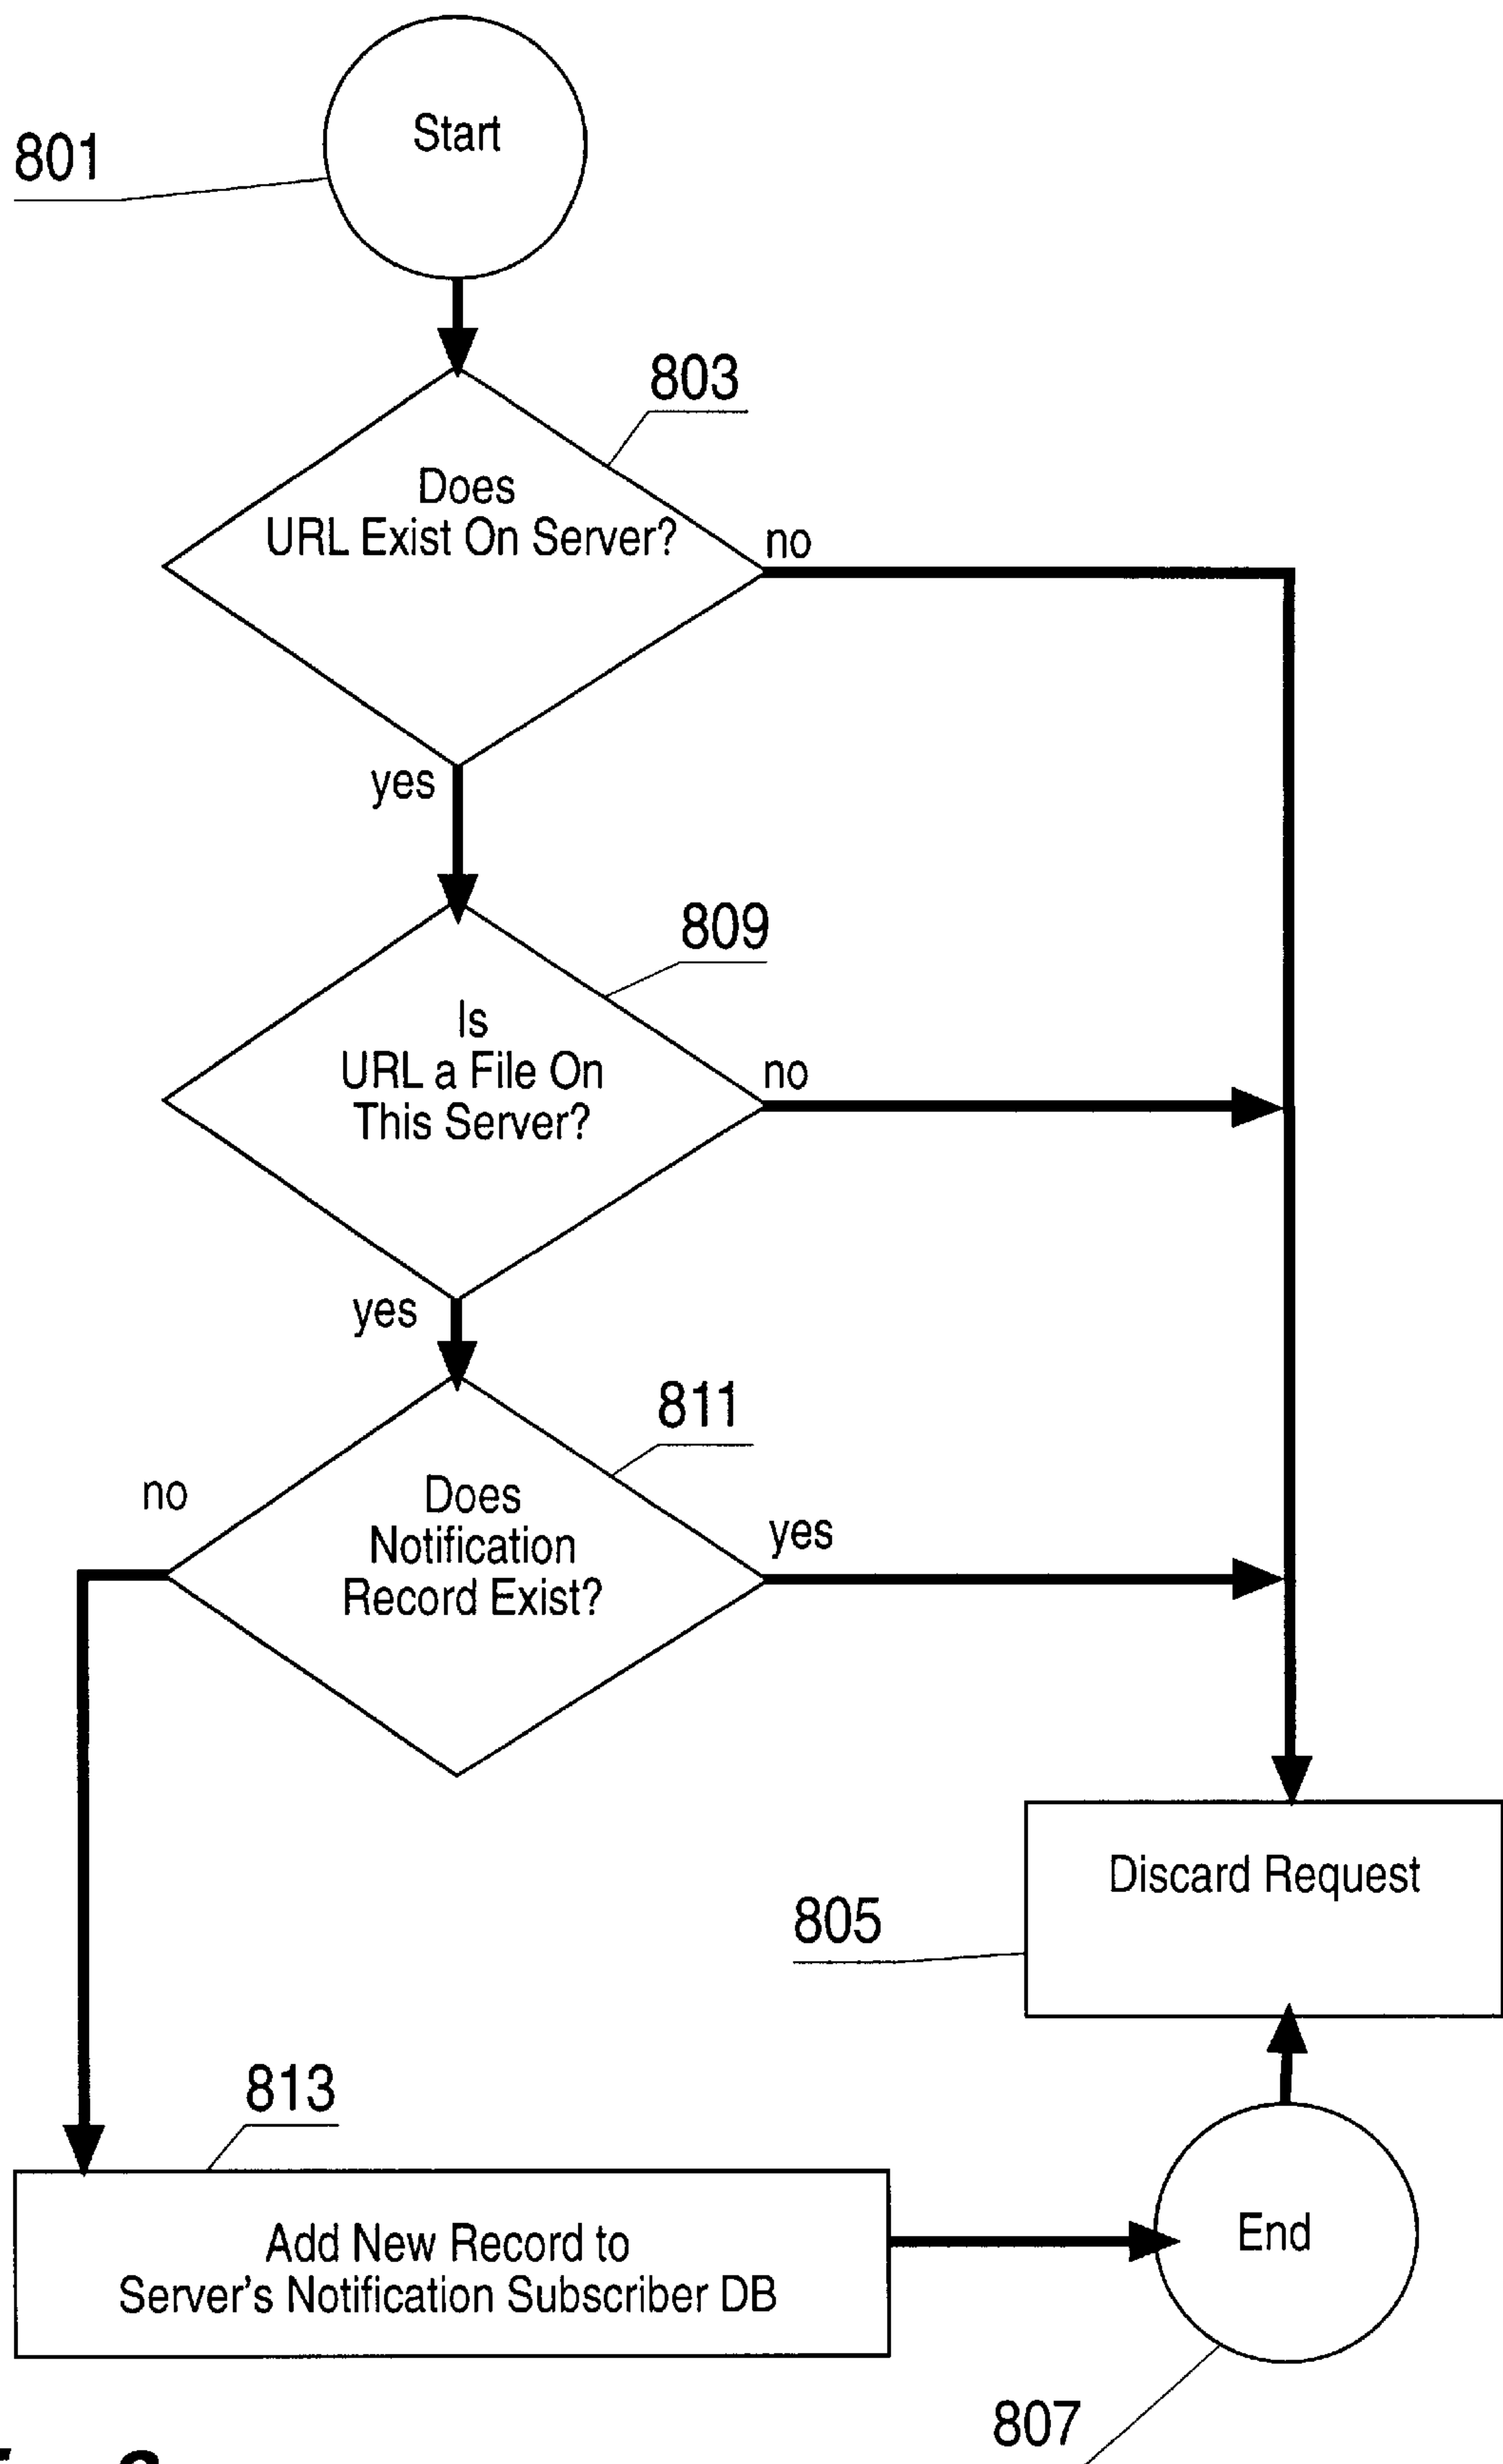 Start
801
803
Does
URL Exist On Server?
no
yes
809
Is
URL a File On
This Server?
no
yes
811
no
Does
Notification
Record Exist?
yes
Discard Request
805
813
Add New Record to
Server's Notification Subscriber DB
End
807